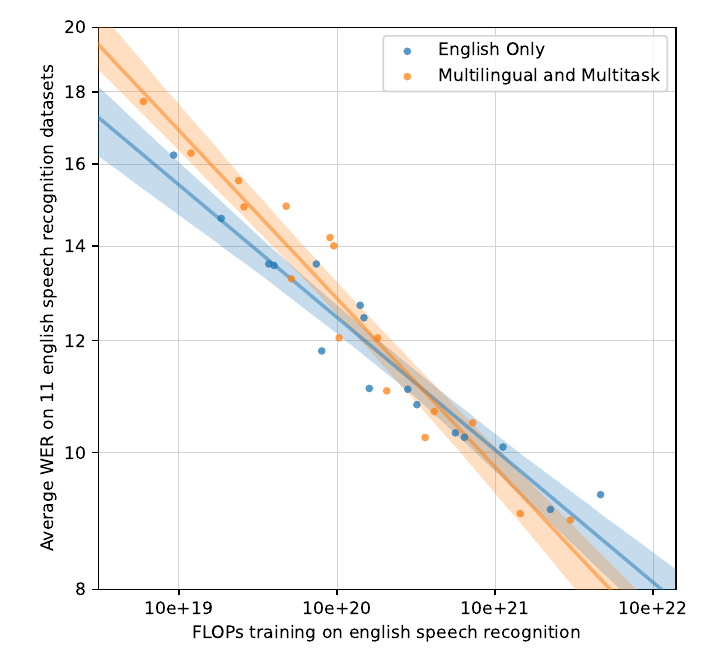 20
18
16
14
12
10
8
Average WER on 11 english speech recognition datasets
English Only
Multilingual and Multitask
10e+19 10e+20 10e+21 10e+22
FLOPs training on english speech recognition